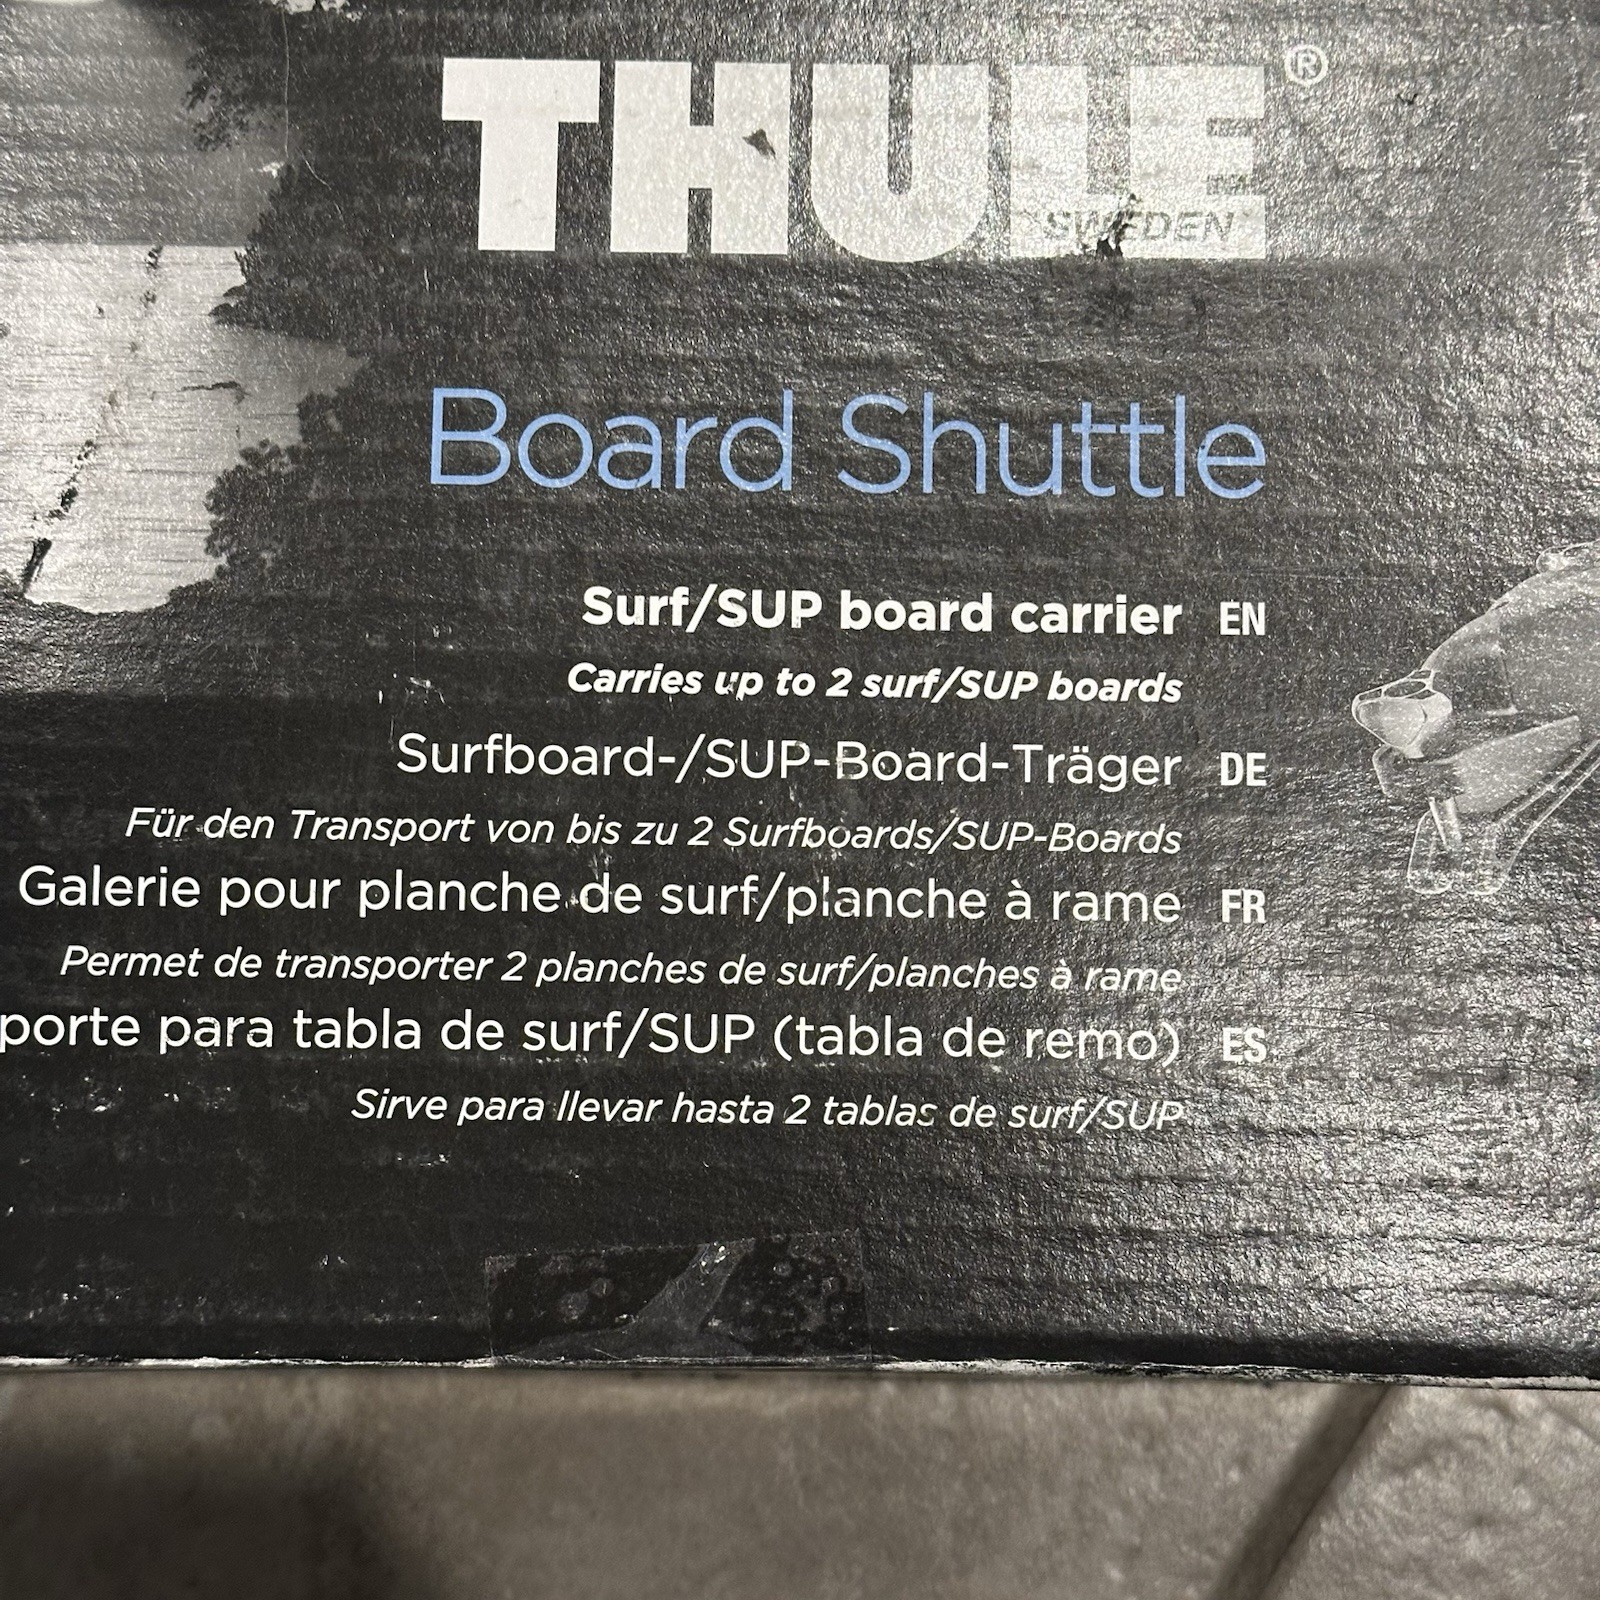 THULE®
SWEDEN
Board Shuttle
Surf/SUP board carrier EN
Carries up to 2 surf/SUP boards
Surfboard-/SUP-Board-Träger DE
Für den Transport von bis zu 2 Surfboards/SUP-Boards
Galerie pour planche de surf/planche à rame FR
Permet de transporter 2 planches de surf/planches à rame
porte para tabla de surf/SUP (tabla de remo) ES
Sirve para llevar hasta 2 tablas de surf/SUP